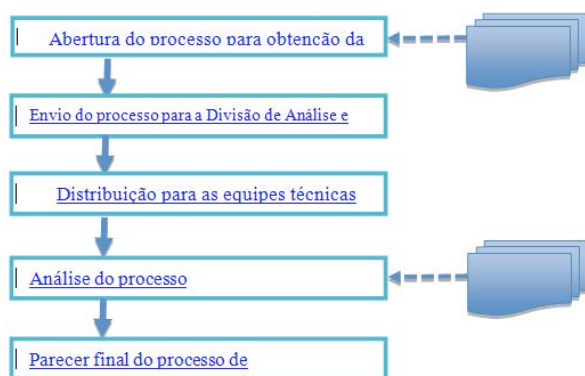 Abertura do processo para obtenção da
Envio do processo para a Divisão de Análise e
Distribuição para as equipes técnicas
Análise do processo
Parecer final do processo de